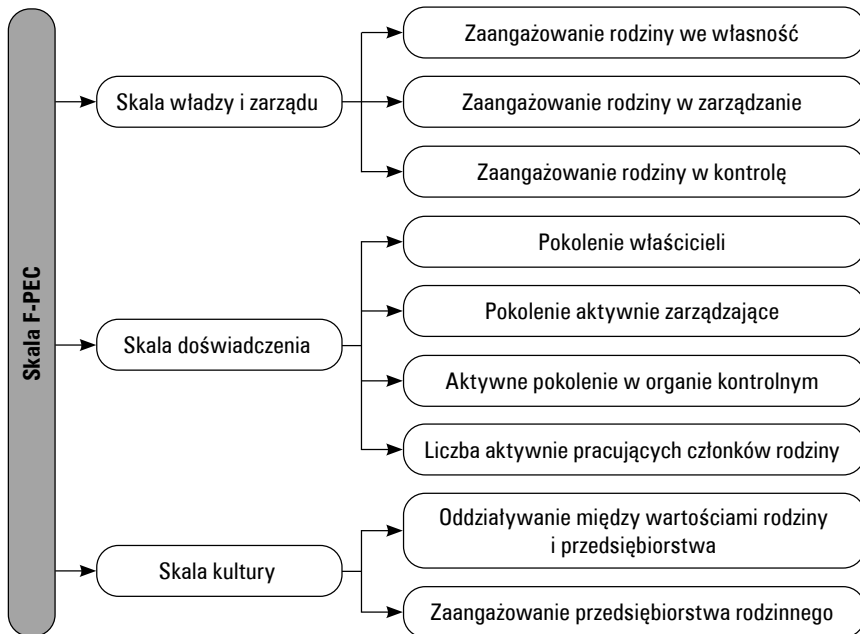 Skala F-PEC
Skala władzy i zarządu
Zaangażowanie rodziny we własność
Zaangażowanie rodziny w zarządzanie
Zaangażowanie rodziny w kontrolę
Skala doświadczenia
Pokolenie właścicieli
Pokolenie aktywnie zarządzające
Aktywne pokolenie w organie kontrolnym
Liczba aktywnie pracujących członków rodziny
Skala kultury
Oddziaływanie między wartościami rodziny
i przedsiębiorstwa
Zaangażowanie przedsiębiorstwa rodzinnego